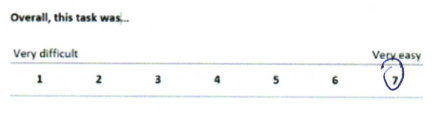 Overall, this task was...
Very difficult Very easy
1 2 3 4 5 6 7